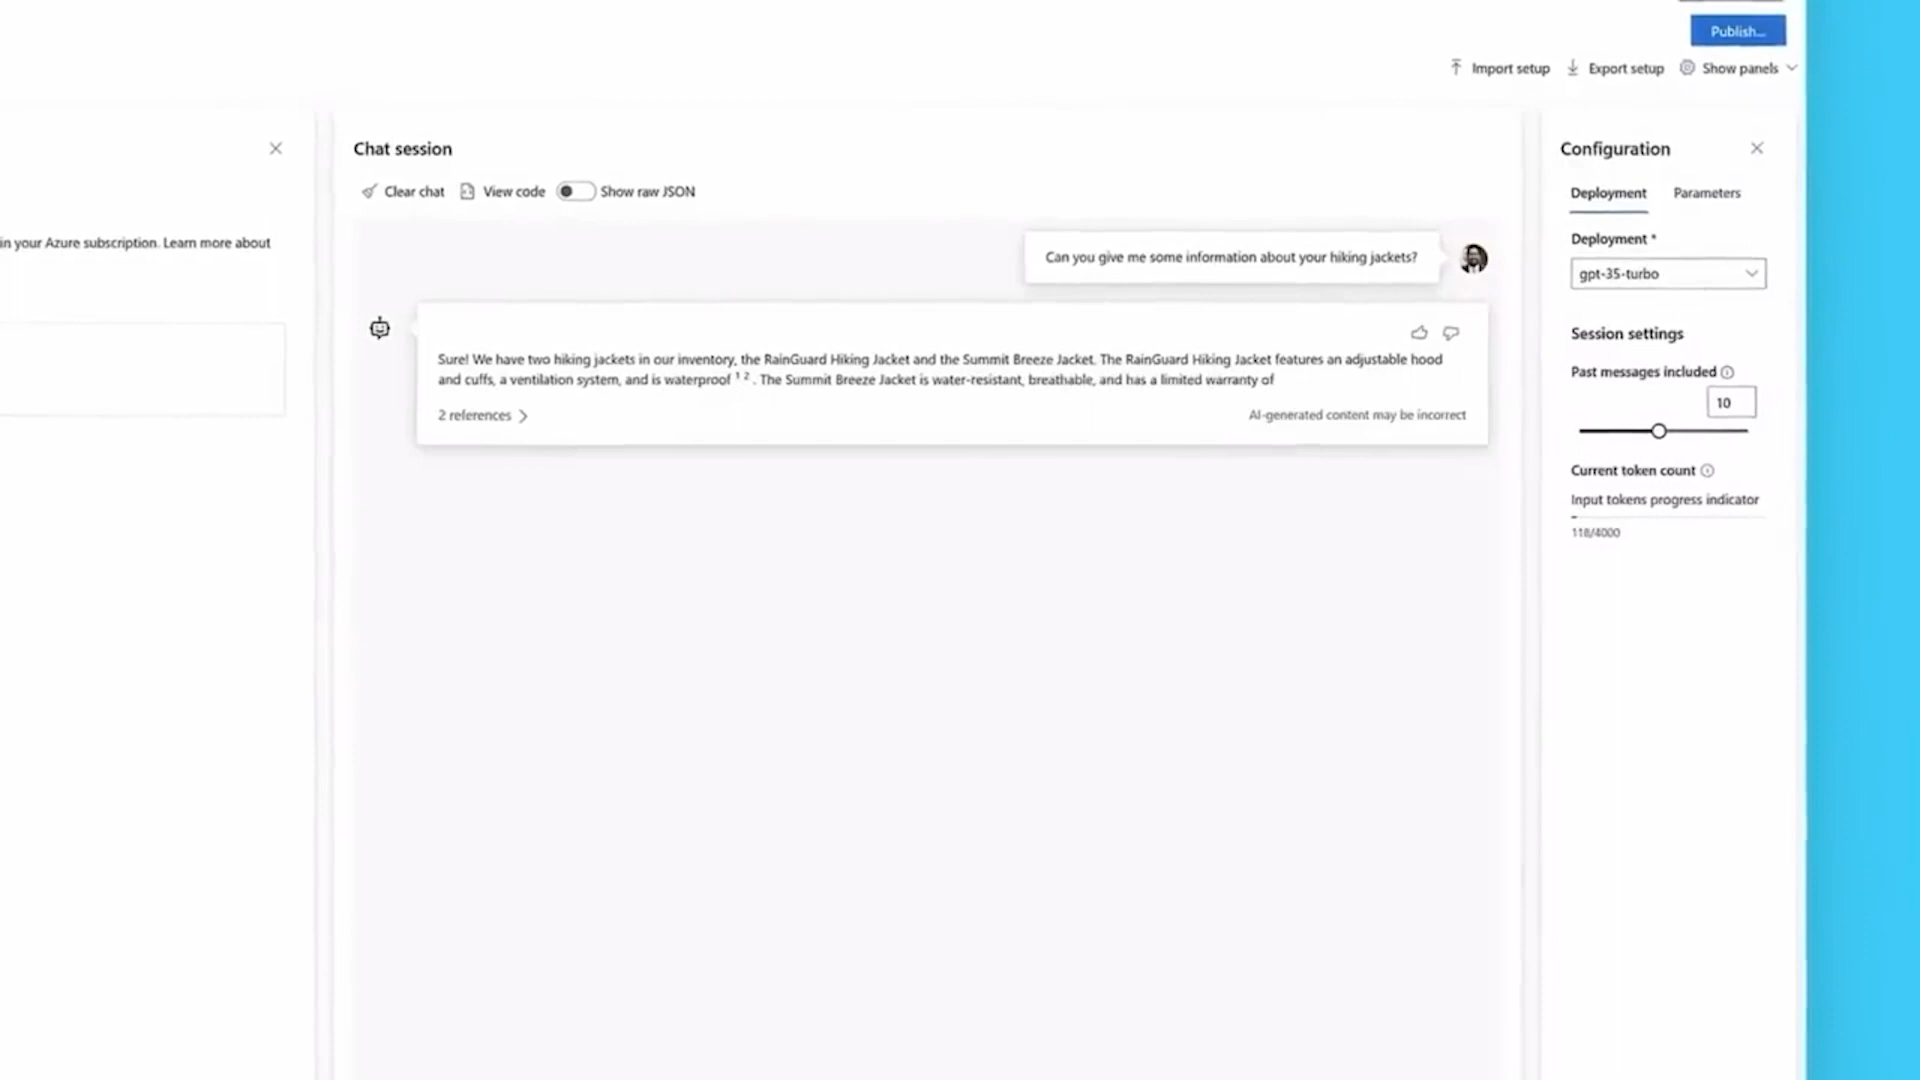 Publish...
Import setup
Export setup
Show panels
in your Azure subscription. Learn more about
Chat session
Clear chat
View code
Show raw JSON
Can you give me some information about your hiking jackets?
Sure! We have two hiking jackets in our inventory, the RainGuard Hiking Jacket and the Summit Breeze Jacket. The RainGuard Hiking Jacket features an adjustable hood
and cuffs, a ventilation system, and is waterproof 1 2 . The Summit Breeze Jacket is water-resistant, breathable, and has a limited warranty of
2 references
AI-generated content may be incorrect
Configuration
Deployment
Parameters
Deployment *
gpt-35-turbo
Session settings
Past messages included
10
Current token count
Input tokens progress indicator
118/4000